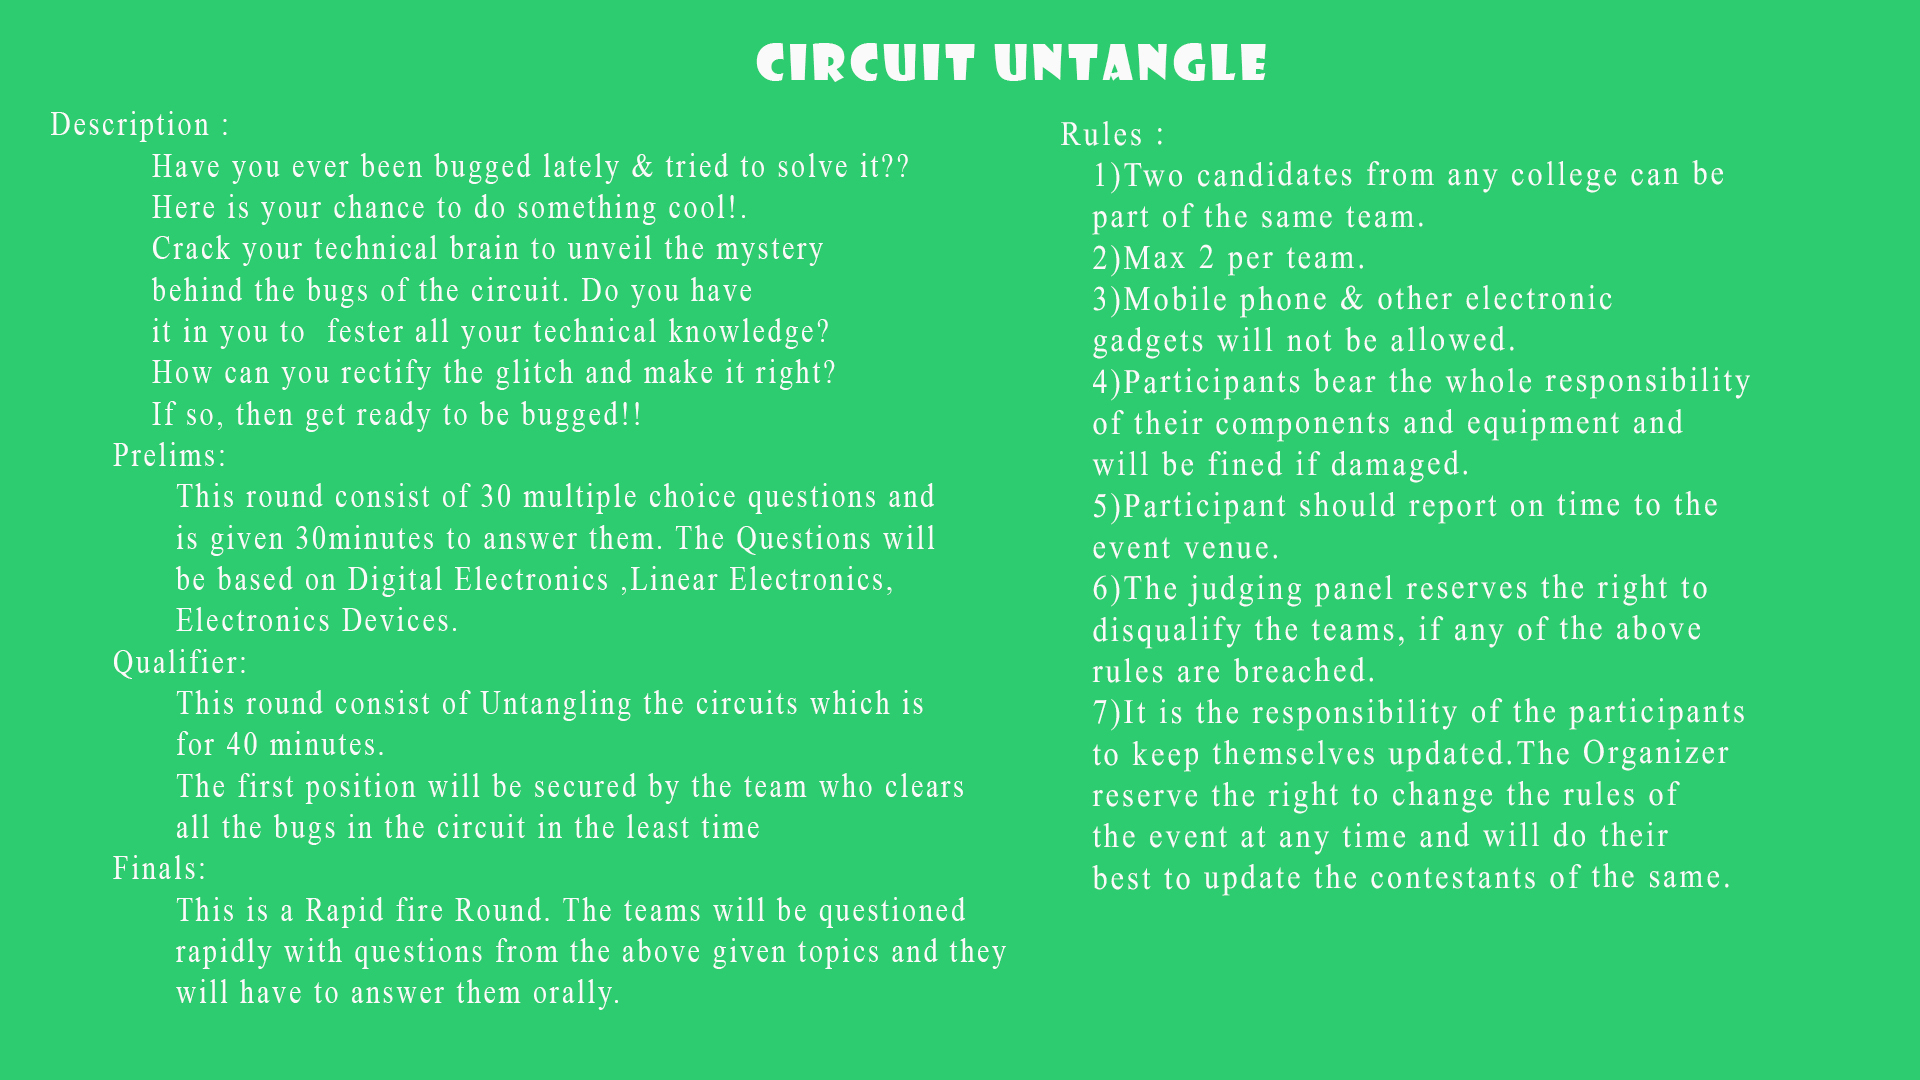 CIRCUIT UNTANGLE
Description :
Have you ever been bugged lately & tried to solve it??
Here is your chance to do something cool!.
Crack your technical brain to unveil the mystery
behind the bugs of the circuit. Do you have
it in you to  fester all your technical knowledge?
How can you rectify the glitch and make it right?
If so, then get ready to be bugged!!
Prelims:
This round consist of 30 multiple choice questions and
is given 30minutes to answer them. The Questions will
be based on Digital Electronics ,Linear Electronics,
Electronics Devices.
Qualifier:
This round consist of Untangling the circuits which is
for 40 minutes.
The first position will be secured by the team who clears
all the bugs in the circuit in the least time
Finals:
This is a Rapid fire Round. The teams will be questioned
rapidly with questions from the above given topics and they
will have to answer them orally.
Rules :
1)Two candidates from any college can be
part of the same team.
2)Max 2 per team.
3)Mobile phone & other electronic
gadgets will not be allowed.
4)Participants bear the whole responsibility
of their components and equipment and
will be fined if damaged.
5)Participant should report on time to the
event venue.
6)The judging panel reserves the right to
disqualify the teams, if any of the above
rules are breached.
7)It is the responsibility of the participants
to keep themselves updated.The Organizer
reserve the right to change the rules of
the event at any time and will do their
best to update the contestants of the same.